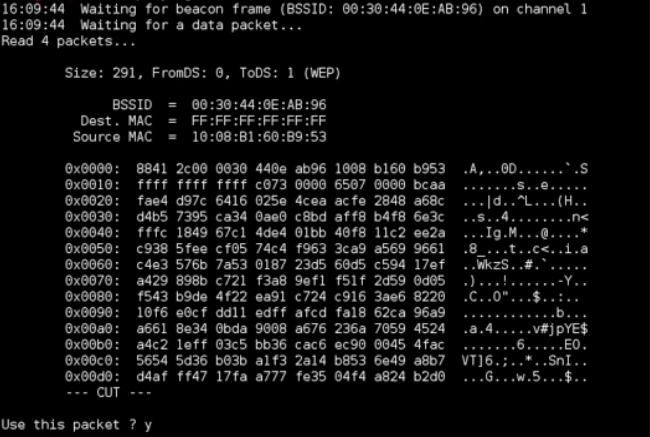 16:09:44  Waiting for beacon frame (BSSID: 00:30:44:0E:AB:96) on channel 1
16:09:44  Waiting for a data packet...
Read 4 packets...
Size: 291, FromDS: 0, ToDS: 1 (WEP)
BSSID  =  00:30:44:0E:AB:96
Dest. MAC  =  FF:FF:FF:FF:FF:FF
Source MAC  =  10:08:B1:60:B9:53
0x0000:  8841 2c00 0030 440e ab96 1008 b160 b953  .A,..0D......`.S
0x0010:  ffff ffff ffff c073 0000 6507 0000 bcaa  .......s..e.....
0x0020:  fae4 d97c 6416 025e 4cea acfe 2848 a68c  ...|d..^L...(H..
0x0030:  d4b5 7395 ca34 0ae0 c8bd aff8 b4f8 6e3c  ..s..4........n<
0x0040:  fffc 1849 67c1 4de4 01bb 40f8 11c2 ee2a  ...Ig.M...@....*
0x0050:  c938 5fee cf05 74c4 f963 3ca9 a569 9661  .8_...t..c<..i.a
0x0060:  c4e3 576b 7a53 0187 23d5 60d5 c594 17ef  ..WkzS..#.`.....
0x0070:  a429 898b c721 f3a8 9ef1 f51f 2d59 0d05  .)...!......-Y..
0x0080:  f543 b9de 4f22 ea91 c724 c916 3ae6 8220  .C..O"...$..:.. 
0x0090:  10f6 e0cf dd11 edff afcd fa18 62ca 96a9  ............b...
0x00a0:  a661 8e34 0bda 9008 a676 236a 7059 4524  .a.4.....v#jpYE$
0x00b0:  a4c2 1eff 03c5 bb36 cac6 ec90 0045 4fac  .......6.....EO.
0x00c0:  5654 5d36 b03b a1f3 2a14 b853 6e49 a8b7  VT]6.;..*..SnI..
0x00d0:  d4af ff47 17fa a777 fe35 04f4 a824 b2d0  ...G...w.5...$..
--- CUT ---
Use this packet ? y